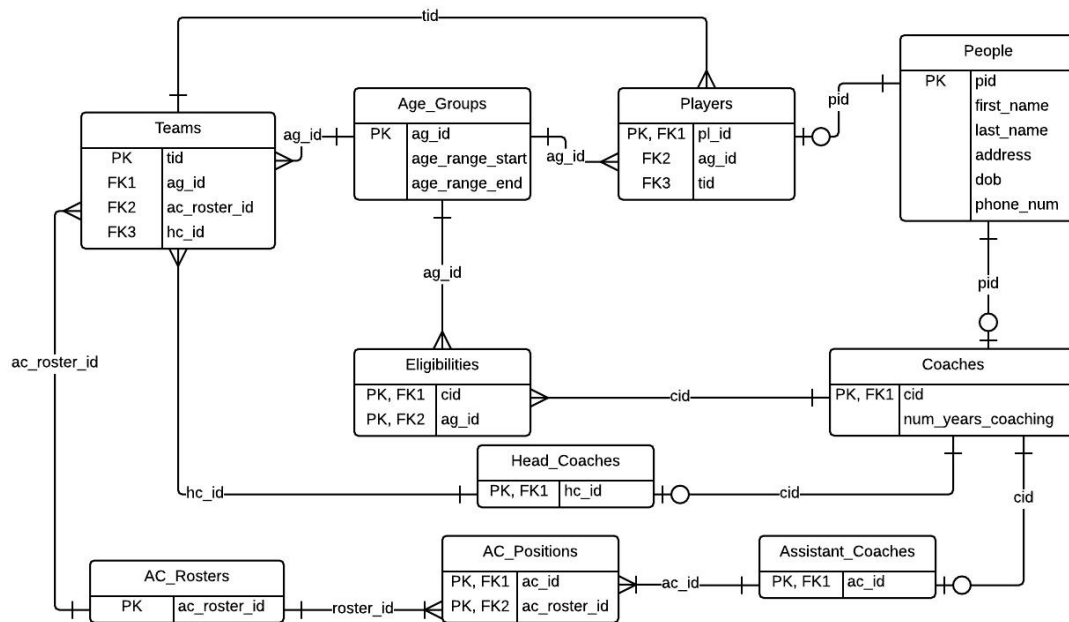 tid
People
PK pid
first_name
last_name
address
dob
phone_num
pid
Age_Groups
PK ag_id
age_range_start
age_range_end
Players
PK, FK1 pl_id
FK2 ag_id
FK3 tid
Teams
PK tid
FK1 ag_id
FK2 ac_roster_id
FK3 hc_id
ag_id
ag_id
ag_id
pid
ac_roster_id
Eligibilities
PK, FK1 cid
PK, FK2 ag_id
cid
Coaches
PK, FK1 cid
num_years_coaching
Head_Coaches
PK, FK1 hc_id
hc_id
cid
cid
AC_Rosters
PK ac_roster_id
roster_id
AC_Positions
PK, FK1 ac_id
PK, FK2 ac_roster_id
ac_id
Assistant_Coaches
PK, FK1 ac_id